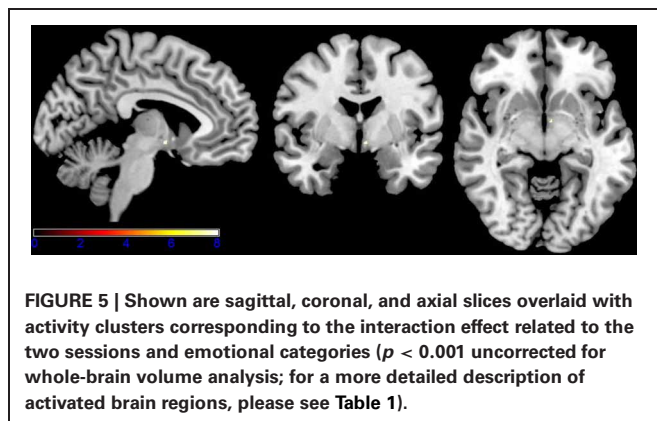 0 2 4 6 8
FIGURE 5 | Shown are sagittal, coronal, and axial slices overlaid with
activity clusters corresponding to the interaction effect related to the
two sessions and emotional categories (p < 0.001 uncorrected for
whole-brain volume analysis; for a more detailed description of
activated brain regions, please see Table 1).